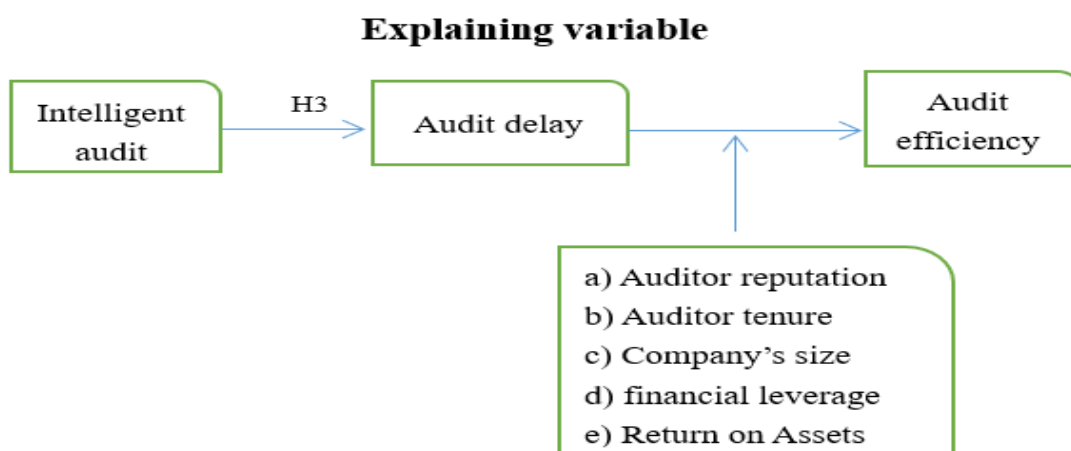 Explaining variable
Intelligent
audit
H3
Audit delay
Audit
efficiency
a) Auditor reputation
b) Auditor tenure
c) Company’s size
d) financial leverage
e) Return on Assets